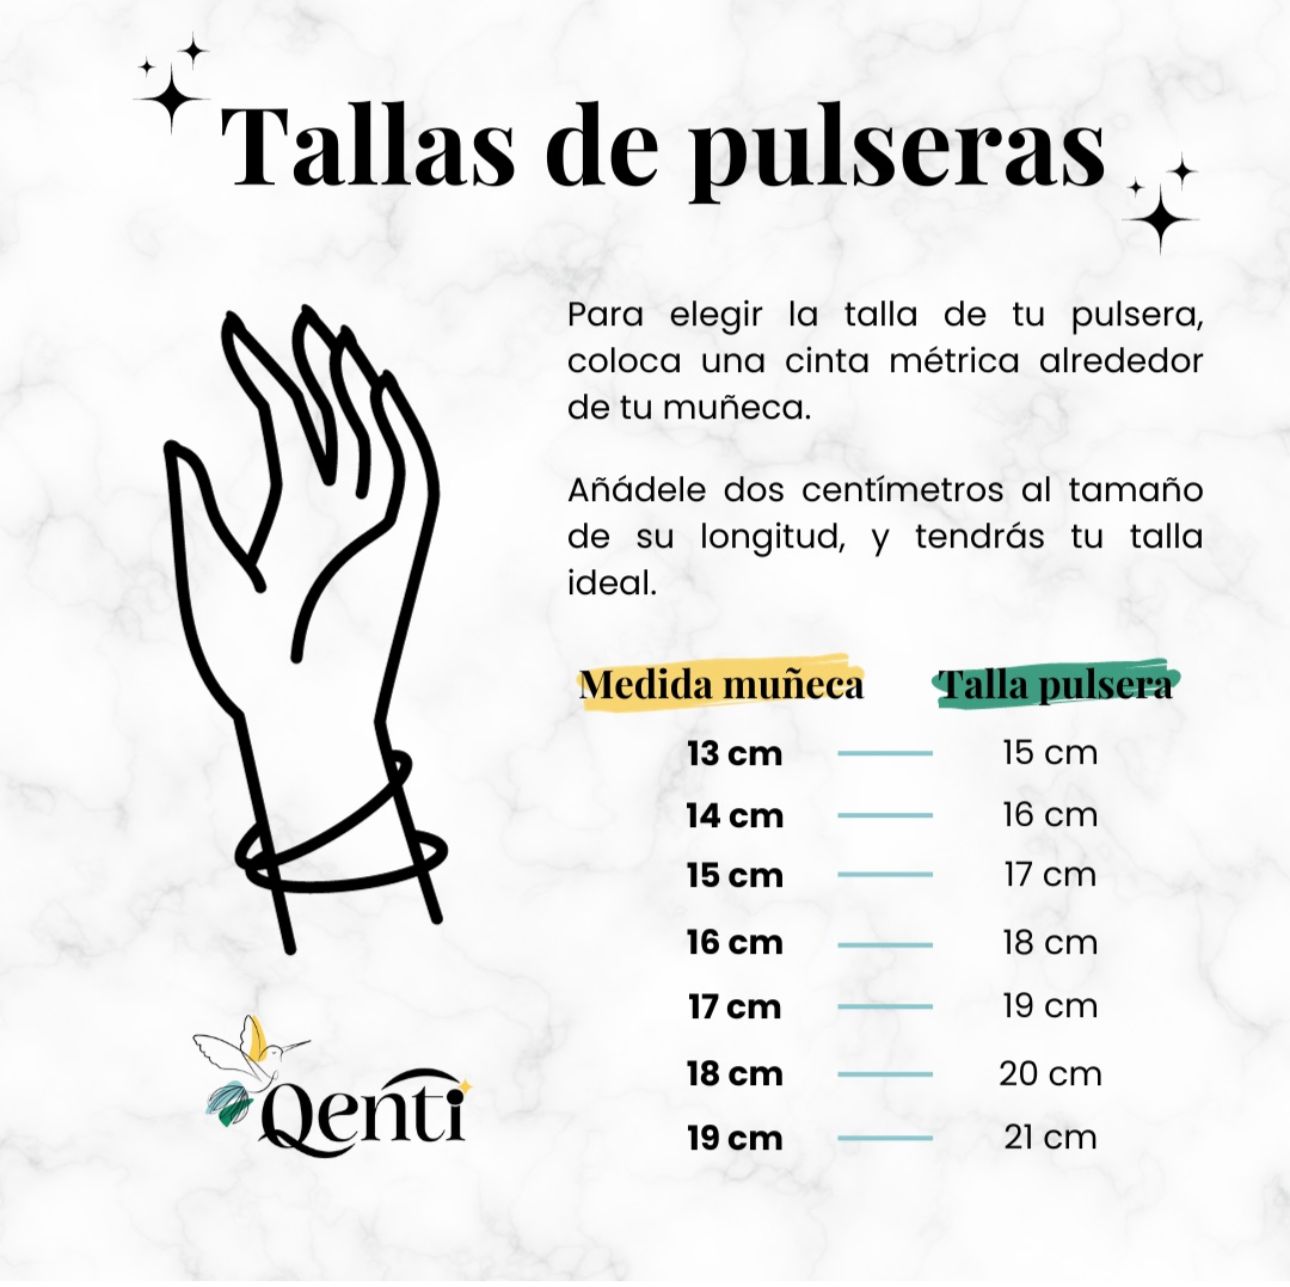 Tallas de pulseras
Para elegir la talla de tu pulsera,
coloca una cinta métrica alrededor
de tu muñeca.
Añádele dos centímetros al tamaño
de su longitud, y tendrás tu talla
ideal.
Medida muñeca Talla pulsera
13 cm 15 cm
14 cm 16 cm
15 cm 17 cm
16 cm 18 cm
17 cm 19 cm
18 cm 20 cm
19 cm 21 cm
Qenti